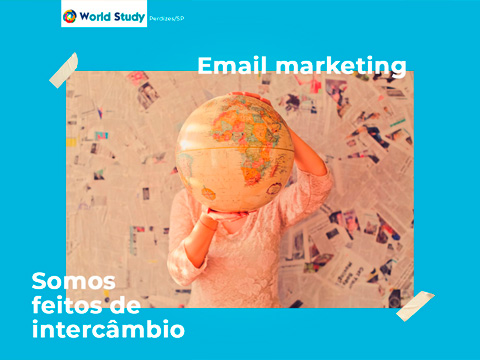 World Study Perdizes/SP
Email marketing
Somos
feitos de
intercâmbio